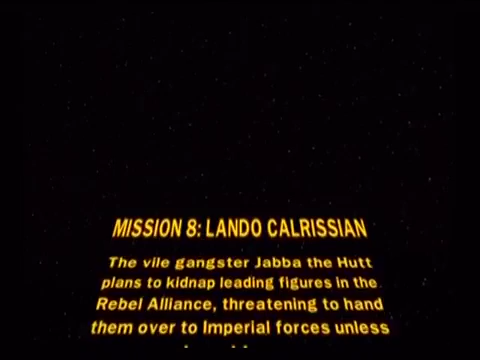 MISSION 8: LANDO CALRISSIAN
The vile gangster Jabba the Hutt
plans to kidnap leading figures in the
Rebel Alliance, threatening to hand
them over to Imperial forces unless